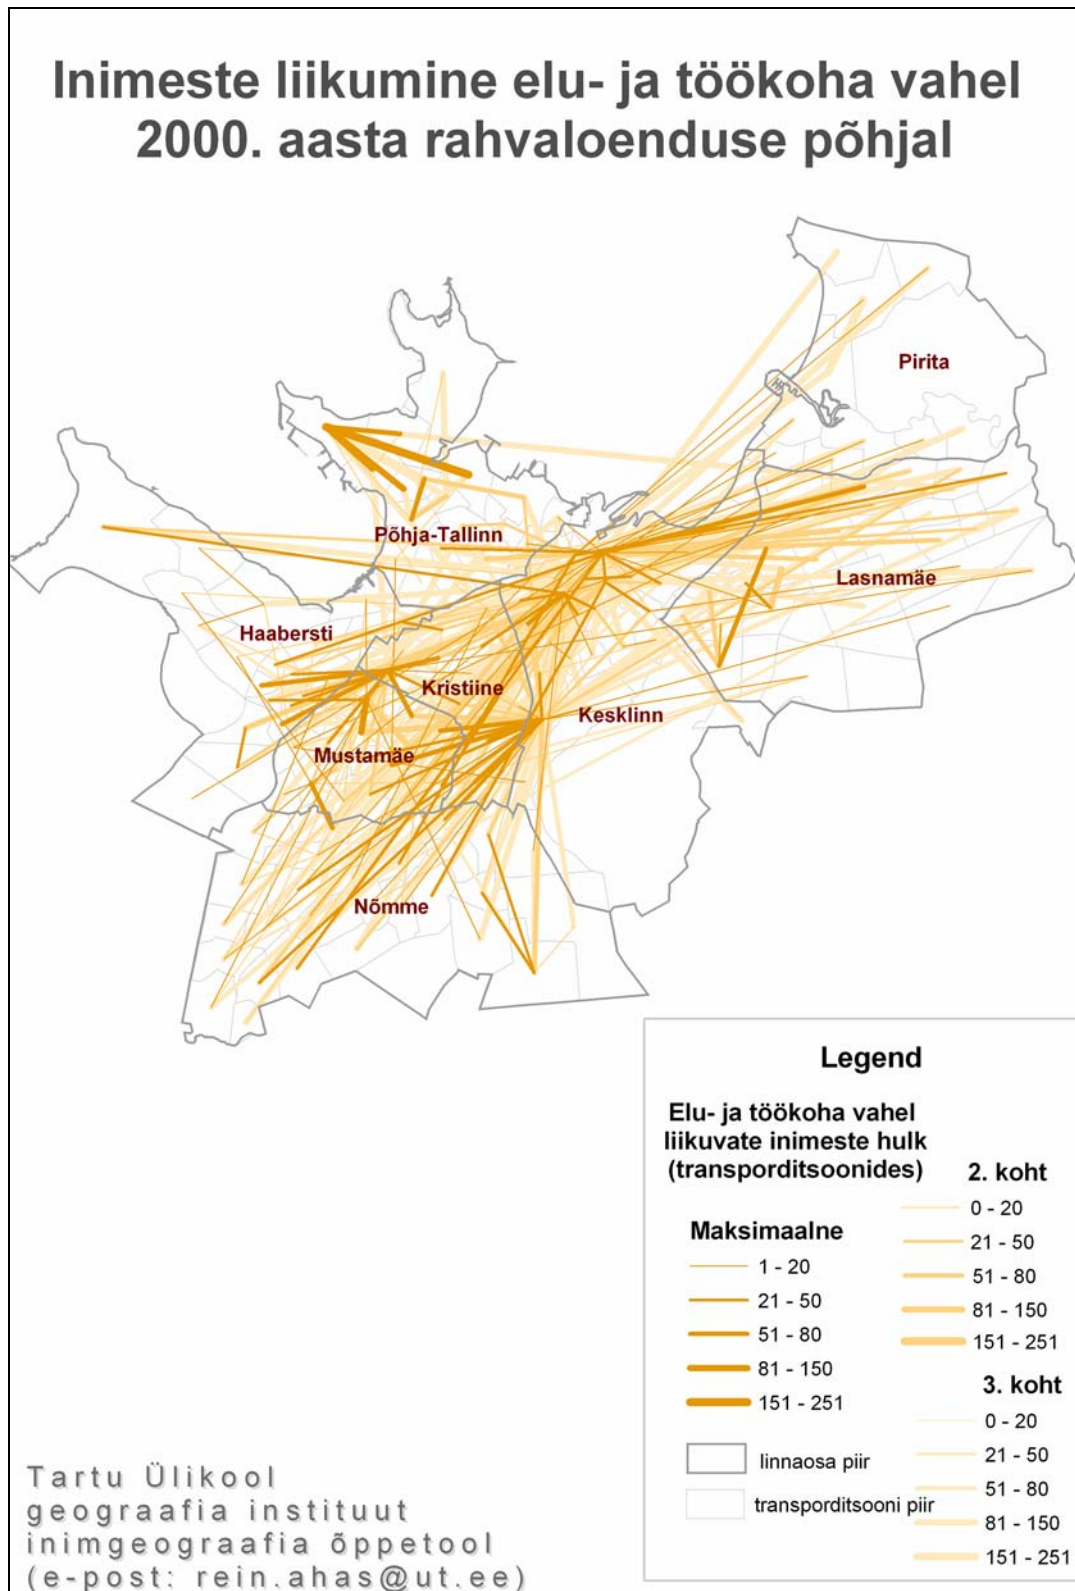 Inimeste liikumine elu- ja töökoha vahel
2000. aasta rahvaloenduse põhjal
Pirita
Põhja-Tallinn
Lasnamäe
Haabersti
Kristiine
Kesklinn
Mustamäe
Nõmme
Legend
Elu- ja töökoha vahel
liikuvate inimeste hulk
(transporditsoonides)
Maksimaalne
1 - 20
21 - 50
51 - 80
81 - 150
151 - 251
linnaosa piir
transporditsooni piir
2. koht
0 - 20
21 - 50
51 - 80
81 - 150
151 - 251
3. koht
0 - 20
21 - 50
51 - 80
81 - 150
151 - 251
Tartu Ülikool
geograafia instituut
inimgeograafia õppetool
(e-post: rein.ahas@ut.ee)